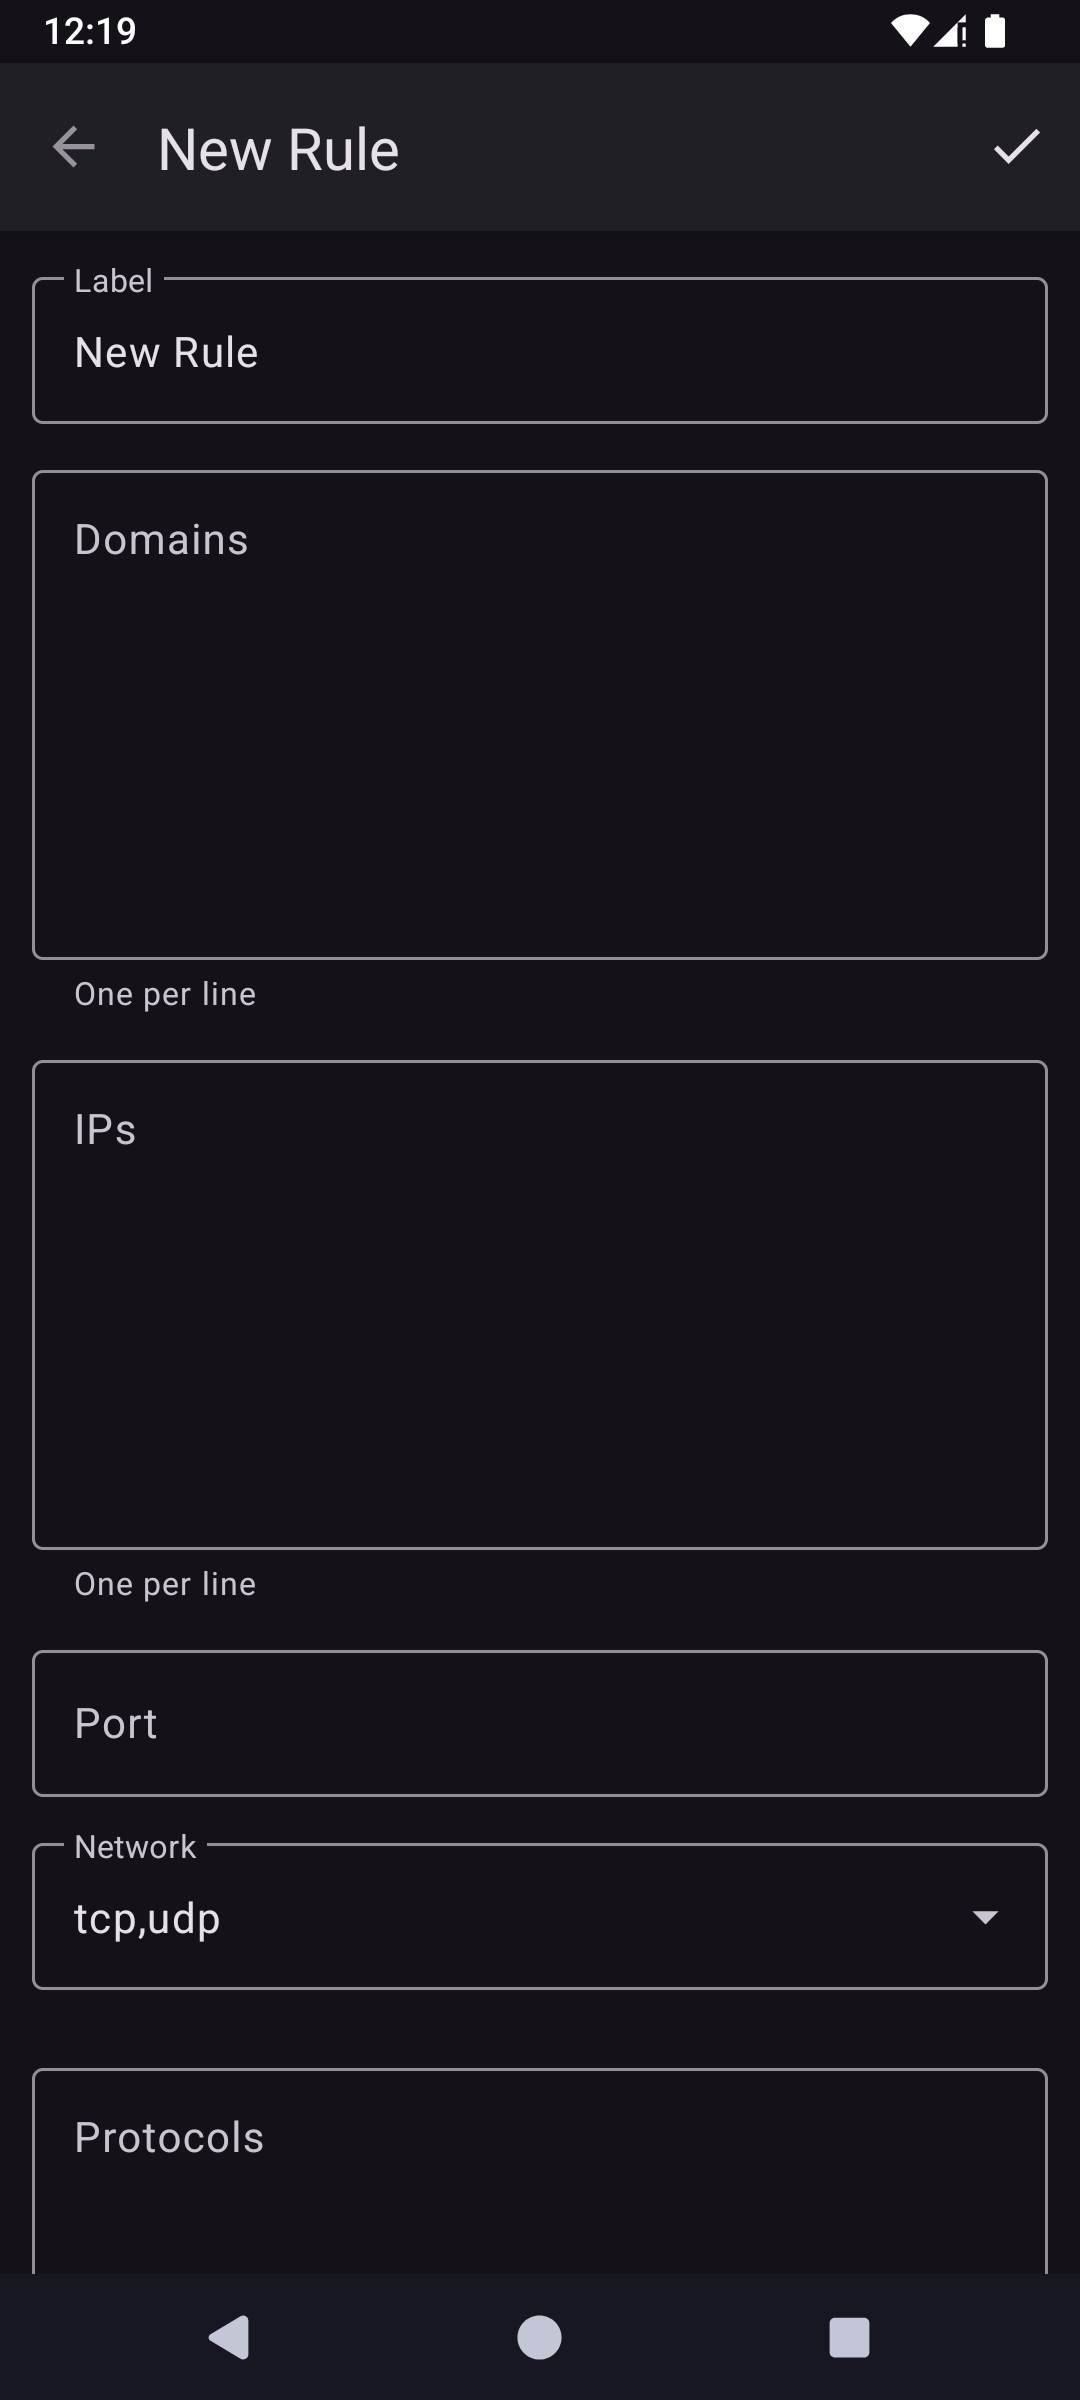 12:19
New Rule
Label
New Rule
Domains
One per line
IPs
One per line
Port
Network
tcp,udp
Protocols